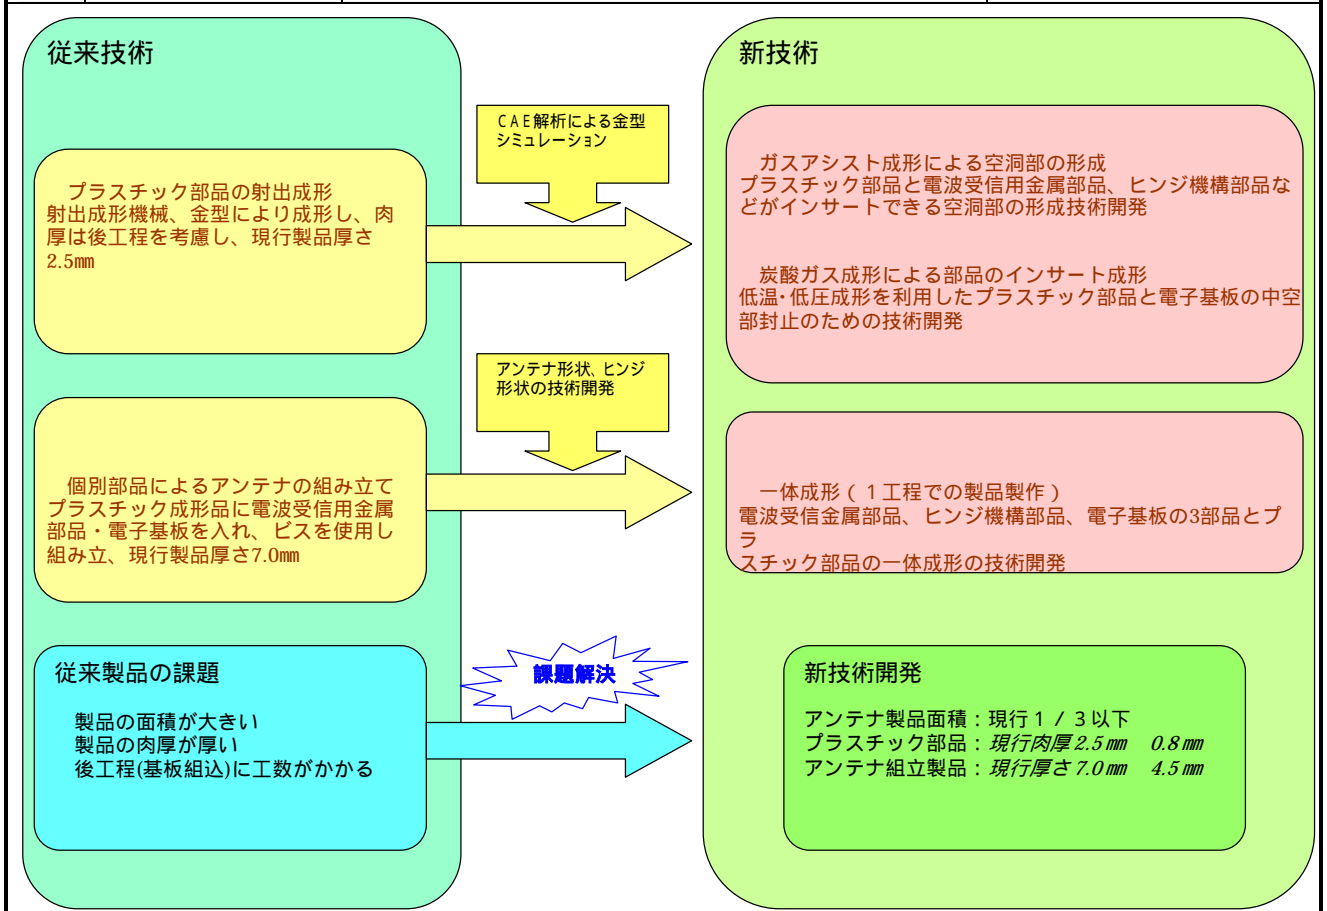 従来技術
プラスチック部品の射出成形
射出成形機械、金型により成形し、肉
厚は後工程を考慮し、現行製品厚さ
2.5㎜
個別部品によるアンテナの組み立て
プラスチック成形品に電波受信用金属
部品・電子基板を入れ、ビスを使用し
組み立、現行製品厚さ7.0㎜
従来製品の課題
製品の面積が大きい
製品の肉厚が厚い
後工程(基板組込)に工数がかかる
CAE解析による金型
シミュレーション
アンテナ形状、ヒンジ
形状の技術開発
課題解決
新技術
ガスアシスト成形による空洞部の形成
プラスチック部品と電波受信用金属部品、ヒンジ機構部品な
どがインサートできる空洞部の形成技術開発
炭酸ガス成形による部品のインサート成形
低温・低圧成形を利用したプラスチック部品と電子基板の中空
部封止のための技術開発
一体成形（１工程での製品製作）
電波受信金属部品、ヒンジ機構部品、電子基板の3部品とプ
ラ
スチック部品の一体成形の技術開発
新技術開発
アンテナ製品面積：現行１／３以下
プラスチック部品：現行肉厚2.5㎜　0.8㎜
アンテナ組立製品：現行厚さ7.0㎜　4.5㎜